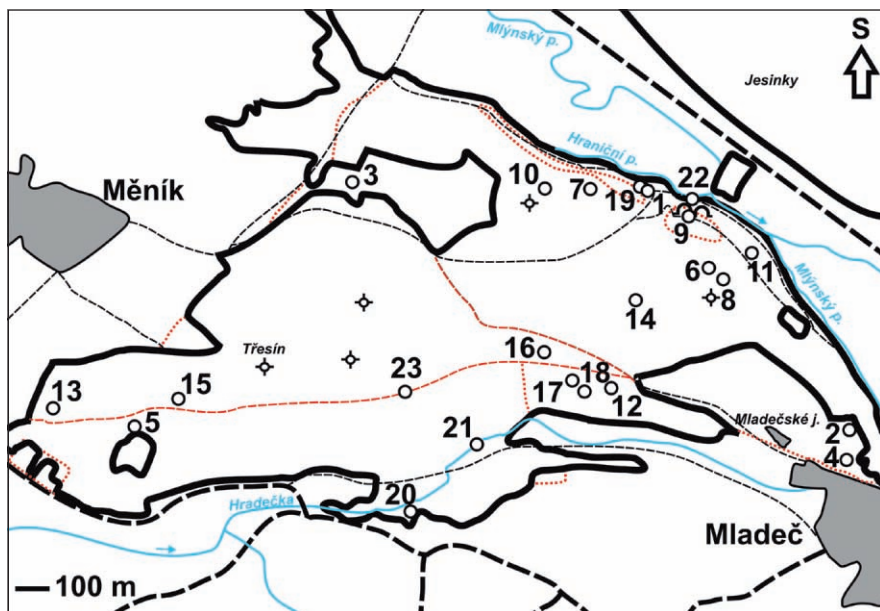 Mlýnský p.
S
Jesinky
Hraniční p.
Měník
3
10
7
19
1
22
9
6
8
11
Mlýnský p.
14
Třesín
16
23
17
18
12
13
15
5
21
Mladečské j.
2
4
Hradečka
20
Mladeč
100 m